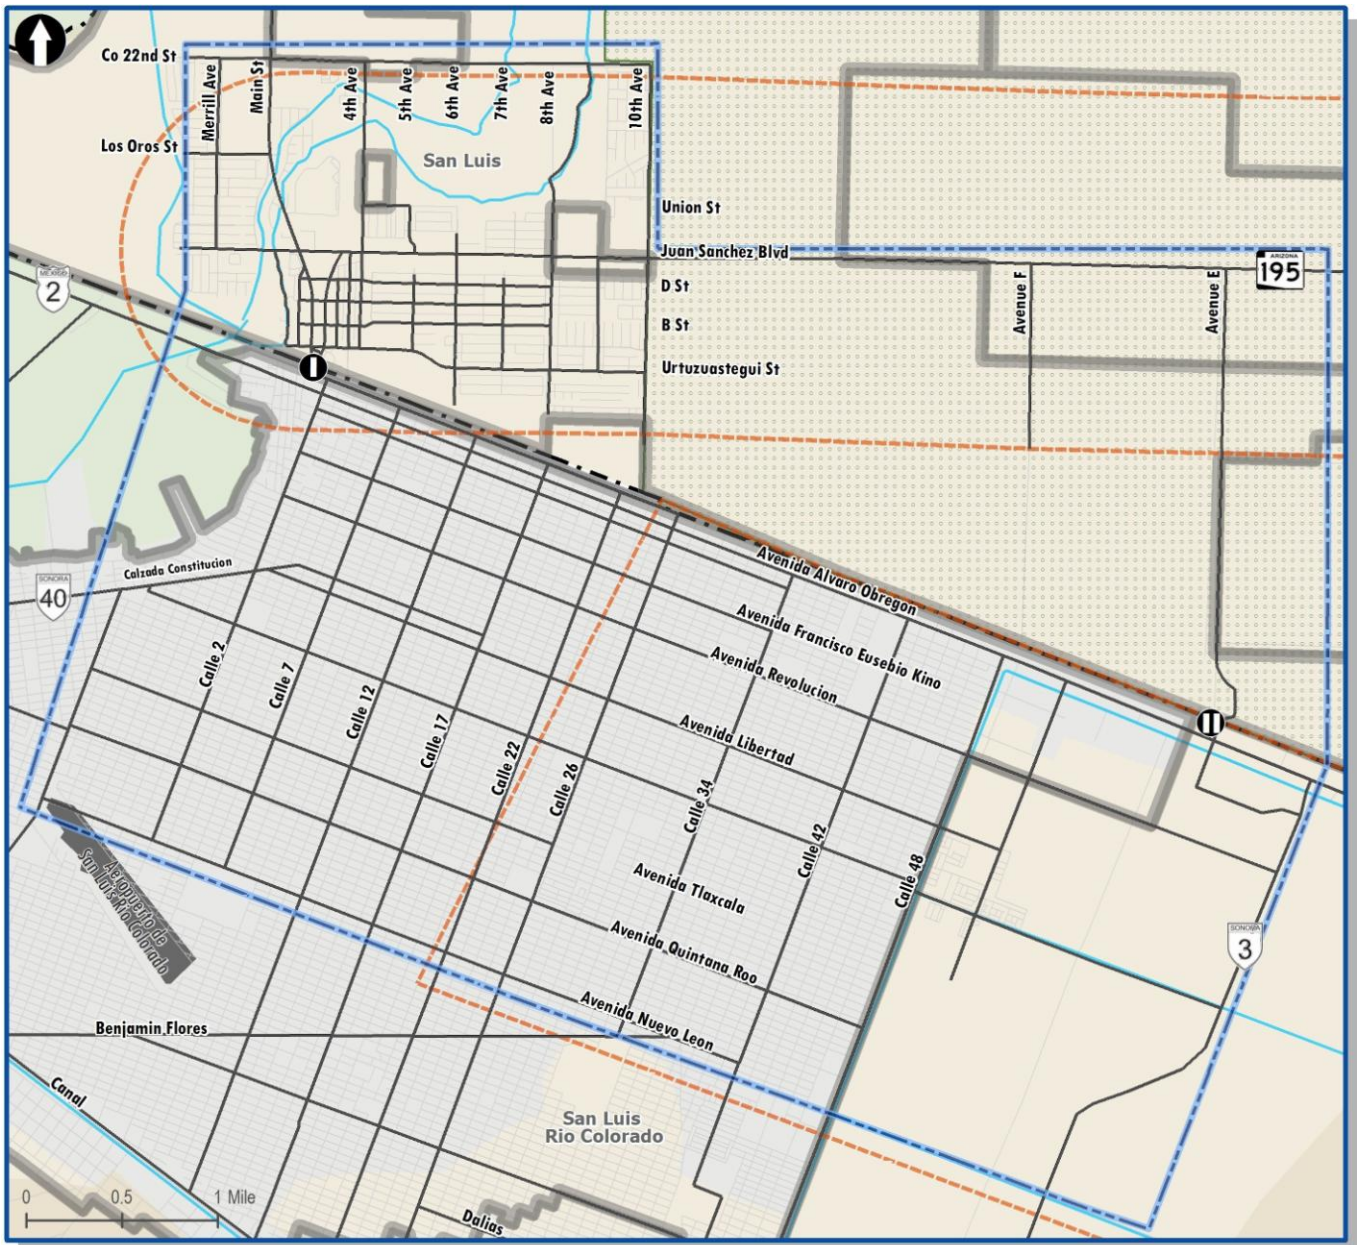 Co 22nd St
Merrill Ave
Main St
4th Ave
5th Ave
6th Ave
7th Ave
8th Ave
10th Ave
Los Oros St
San Luis
Union St
Juan Sanchez Blvd
ARIZONA
195
MEXICO
2
D St
B St
Avenue F
Avenue E
I
Urtuzuastegui St
Avenida Alvaro Obregon
Calzada Constitucion
SONORA
40
Avenida Francisco Eusebio Kino
Avenida Revolucion
Avenida Libertad
II
Calle 2
Calle 7
Calle 12
Calle 17
Calle 22
Calle 26
Calle 34
Calle 42
Calle 48
Aeropuerto de
San Luis Rio Colorado
Avenida Tlaxcala
Avenida Quintana Roo
SONORA
3
Avenida Nuevo Leon
Benjamin Flores
Canal
San Luis
Rio Colorado
0 0.5 1 Mile
Dalias